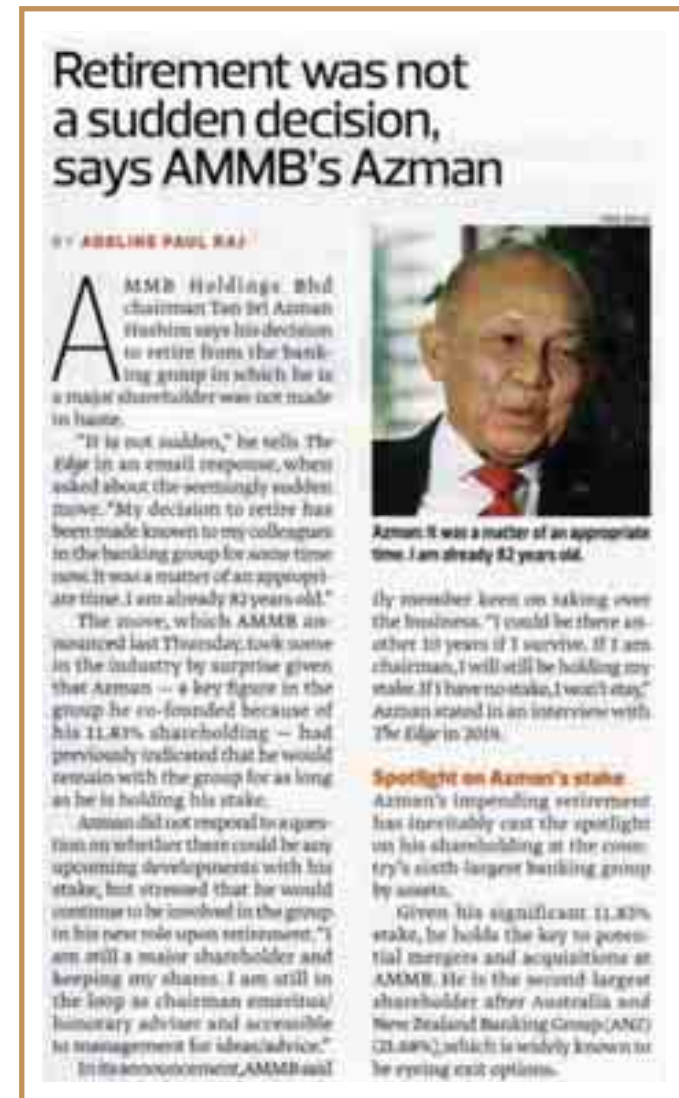 Retirement was not
a sudden decision,
says AMMB's Azman
BY ADELINE PAUL RAJ
AMMB Holdings Bhd
chairman Tan Sri Azman
Hashim says his decision
to retire from the bank-
ing group in which he is
a major shareholder was not made
in haste.
"It is not sudden," he tells The
Edge in an email response, when
asked about the seemingly sudden
move. "My decision to retire has
been made known to my colleagues
in the banking group for some time
now. It was a matter of an appropri-
ate time. I am already 82 years old."
The move, which AMMB an-
nounced last Thursday, took some
in the industry by surprise given
that Azman — a key figure in the
group he co-founded because of
his 11.83% shareholding — had
previously indicated that he would
remain with the group for as long
as he is holding his stake.
Azman did not respond to a ques-
tion on whether there could be any
upcoming developments with his
stake, but stressed that he would
continue to be involved in the group
in his new role upon retirement. "I
am still a major shareholder and
keeping my shares. I am still in
the loop as chairman emeritus/
honorary adviser and accessible
to management for ideas/advice."
In its announcement, AMMB said
Azman: It was a matter of an appropriate
time. I am already 82 years old.
ily member keen on taking over
the business. "I could be there an-
other 10 years if I survive. If I am
chairman, I will still be holding my
stake. If I have no stake, I won't stay,"
Azman stated in an interview with
The Edge in 2019.
Spotlight on Azman's stake
Azman's impending retirement
has inevitably cast the spotlight
on his shareholding at the coun-
try's sixth-largest banking group
by assets.
Given his significant 11.83%
stake, he holds the key to poten-
tial mergers and acquisitions at
AMMB. He is the second largest
shareholder after Australia and
New Zealand Banking Group (ANZ)
(21.68%), which is widely known to
be eyeing exit options.